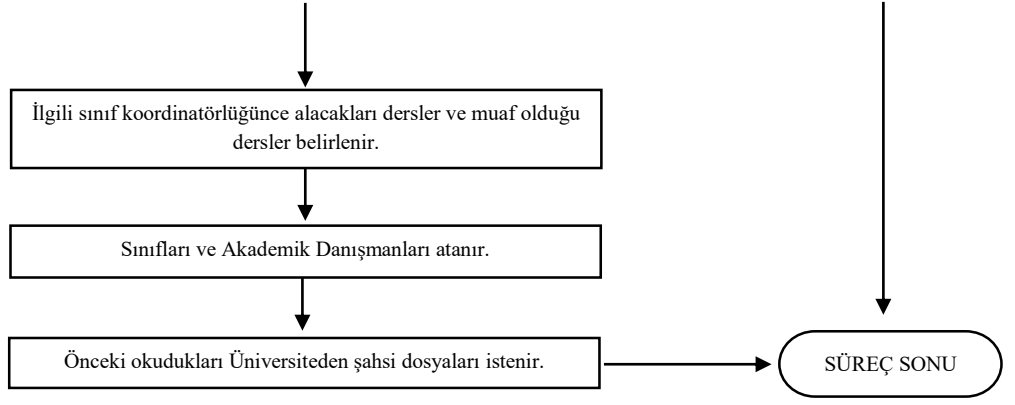 İlgili sınıf koordinatörlüğünce alacakları dersler ve muaf olduğu
dersler belirlenir.
Sınıfları ve Akademik Danışmanları atanır.
Önceki okudukları Üniversiteden şahsi dosyaları istenir.
SÜREÇ SONU